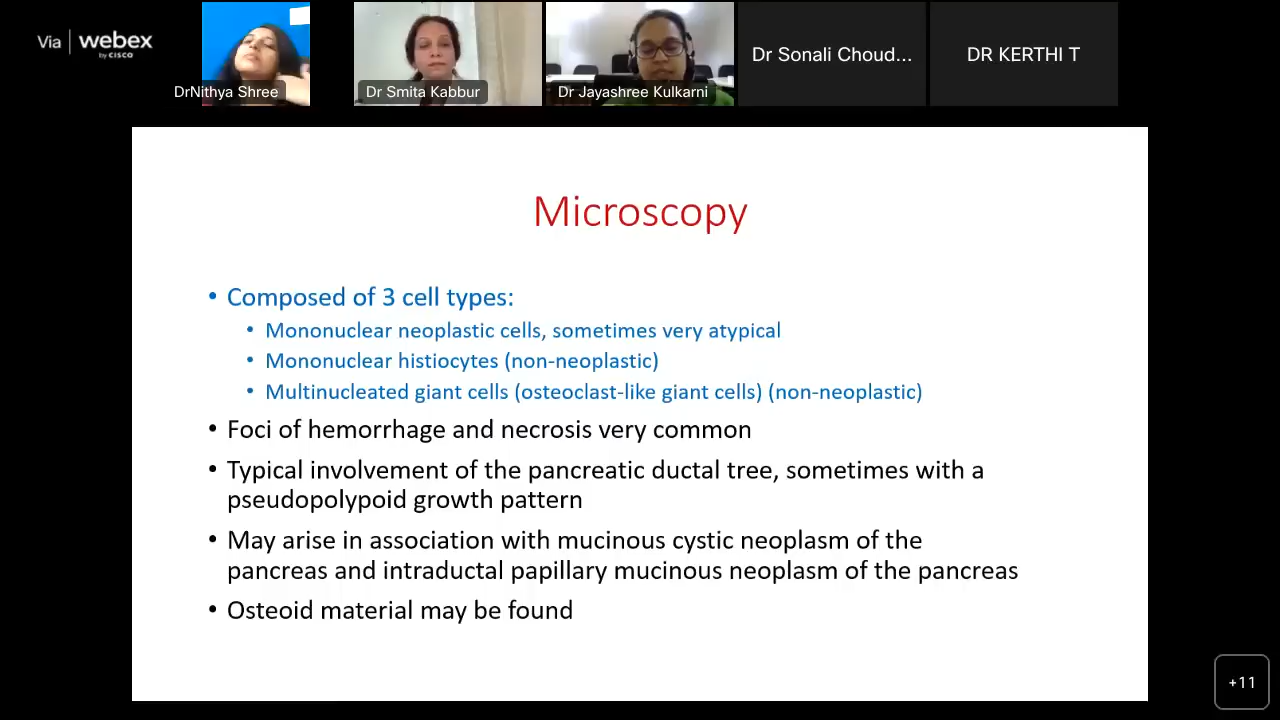 Via | webex
by CISCO
DrNithya Shree
Dr Smita Kabbur
Dr Jayashree Kulkarni
Dr Sonali Choud...
DR KERTHI T
Microscopy
• Composed of 3 cell types:
• Mononuclear neoplastic cells, sometimes very atypical
• Mononuclear histiocytes (non-neoplastic)
• Multinucleated giant cells (osteoclast-like giant cells) (non-neoplastic)
• Foci of hemorrhage and necrosis very common
• Typical involvement of the pancreatic ductal tree, sometimes with a
pseudopolypoid growth pattern
• May arise in association with mucinous cystic neoplasm of the
pancreas and intraductal papillary mucinous neoplasm of the pancreas
• Osteoid material may be found
+11